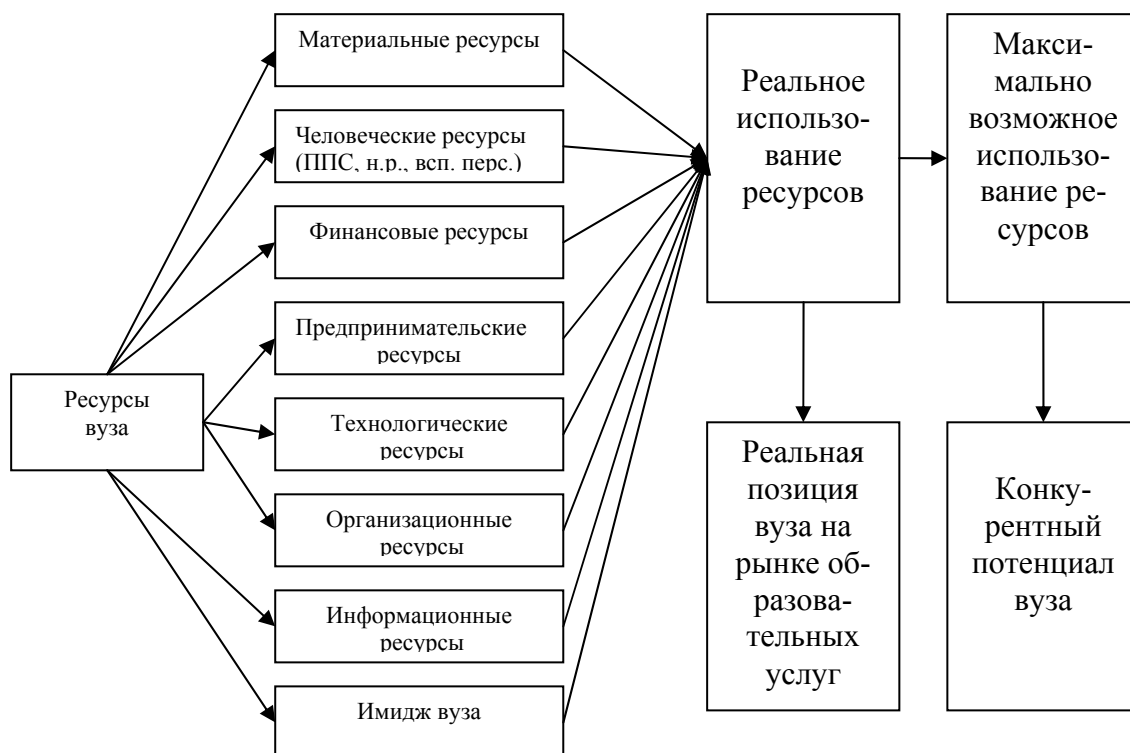 Ресурсы
вуза
Материальные ресурсы
Человеческие ресурсы
(ППС, н.р., всп. перс.)
Финансовые ресурсы
Предпринимательские
ресурсы
Технологические
ресурсы
Организационные
ресурсы
Информационные
ресурсы
Имидж вуза
Реальное
использо-
вание
ресурсов
Макси-
мально
возможное
использо-
вание ре-
сурсов
Реальная
позиция
вуза на
рынке об-
разова-
тельных
услуг
Конку-
рентный
потенциал
вуза